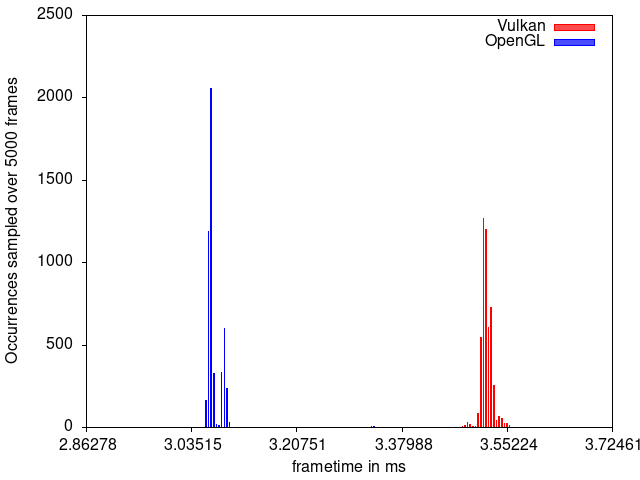 Vulkan
OpenGL
Occurrences sampled over 5000 frames
2500
2000
1500
1000
500
0
2.86278 3.03515 3.20751 3.37988 3.55224 3.72461
frametime in ms